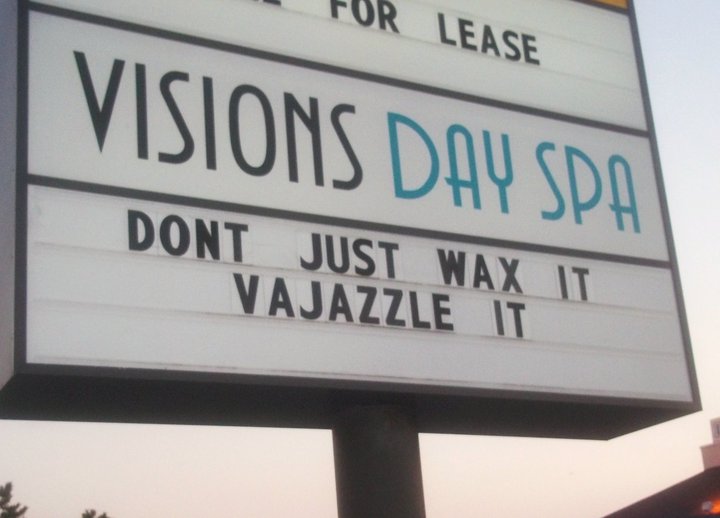 FOR LEASE
VISIONS DAY SPA
DONT JUST WAX IT
VAJAZZLE IT